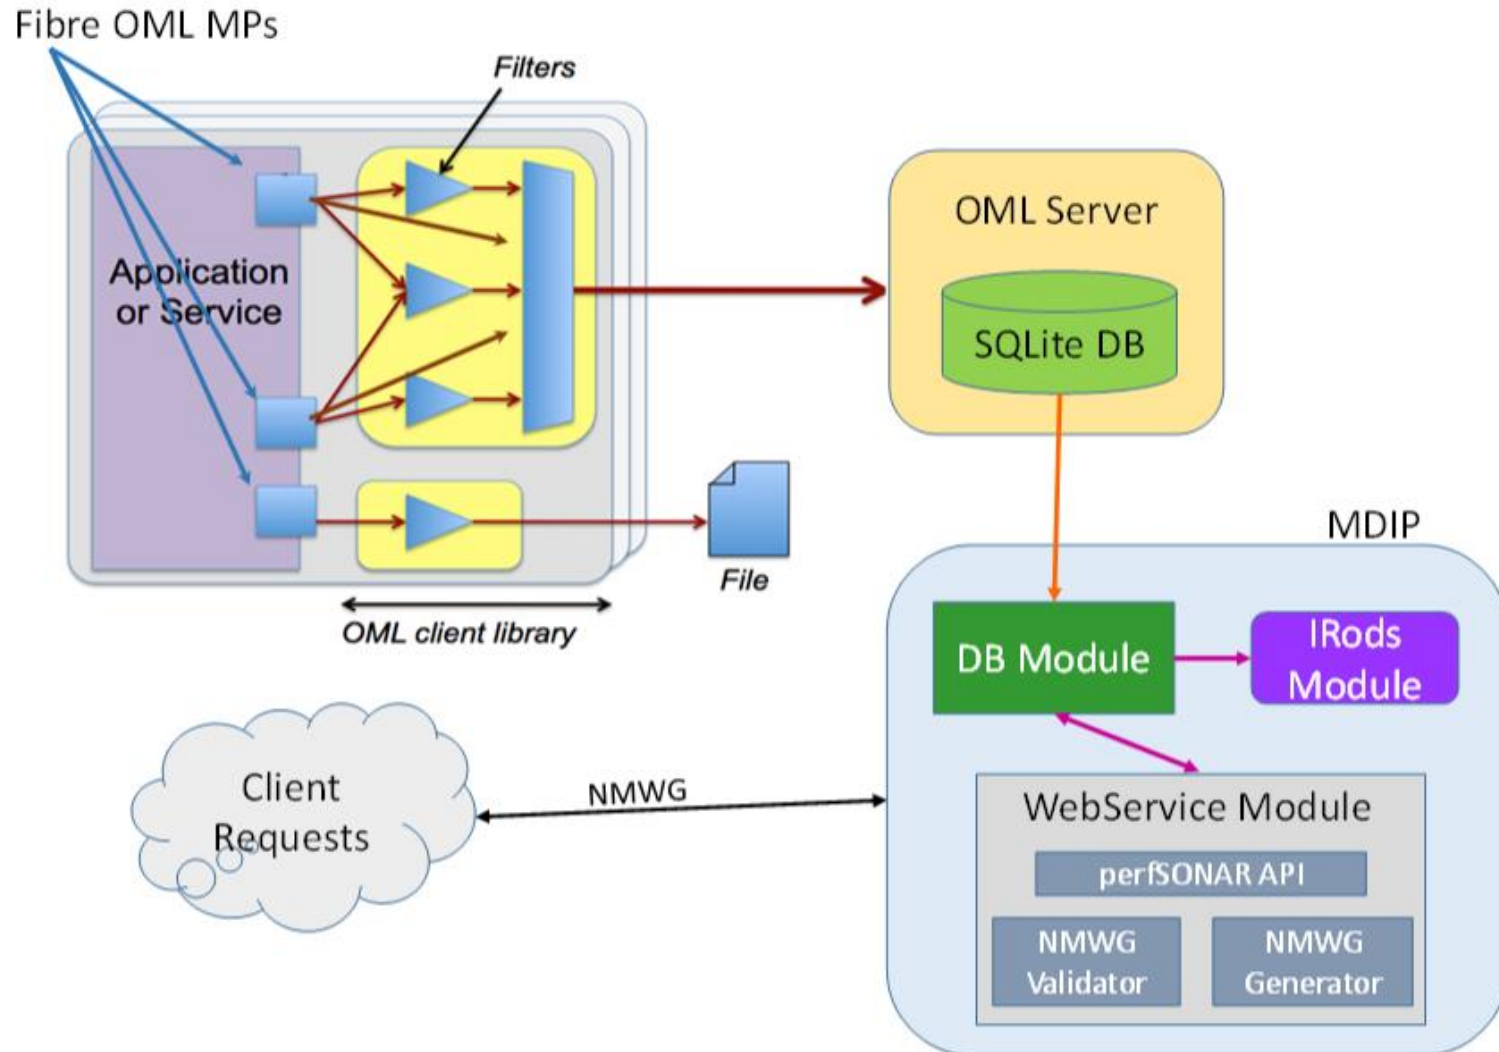 Fibre OML MPs
Filters
Application
or Service
OML Server
SQLite DB
File
OML client library
MDIP
DB Module
IRods
Module
Client
Requests
NMWG
WebService Module
perfSONAR API
NMWG
Validator
NMWG
Generator